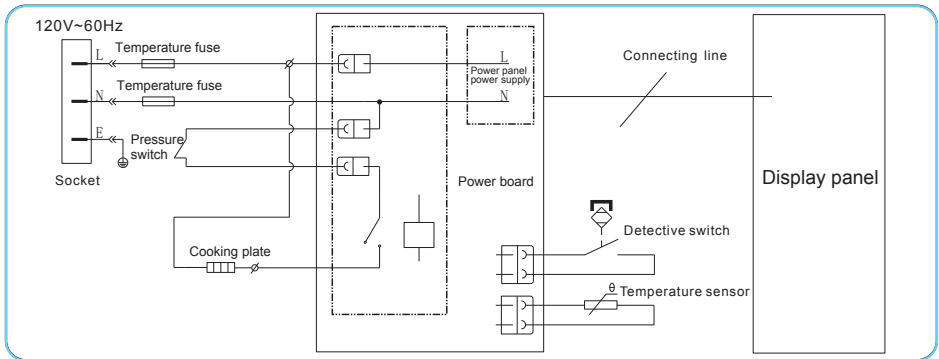 120V~60Hz
L
Temperature fuse
N
Temperature fuse
E
Pressure
switch
Socket
Cooking plate
L
Power panel
power supply
N
Power board
Connecting line
Display panel
Detective switch
θ
Temperature sensor